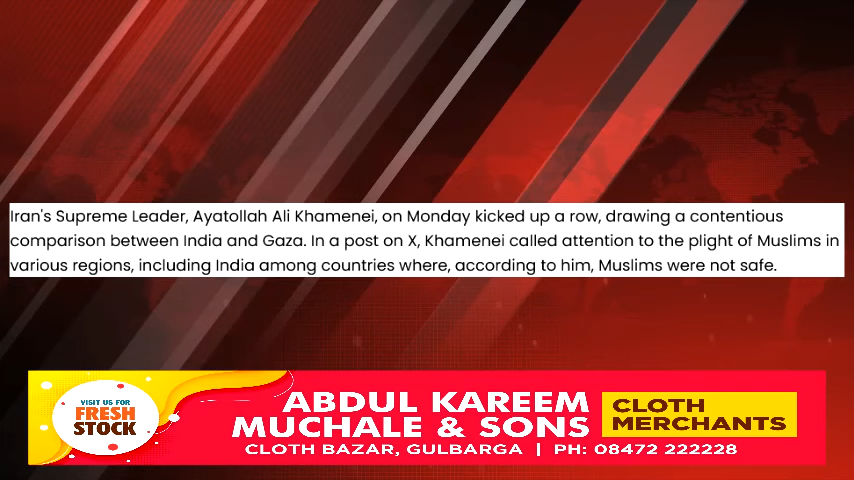 Iran's Supreme Leader, Ayatollah Ali Khamenei, on Monday kicked up a row, drawing a contentious
comparison between India and Gaza. In a post on X, Khamenei called attention to the plight of Muslims in
various regions, including India among countries where, according to him, Muslims were not safe.
VISIT US FOR
FRESH
STOCK
ABDUL KAREEM
MUCHALE & SONS
CLOTH
MERCHANTS
CLOTH BAZAR, GULBARGA | PH: 08472 222228